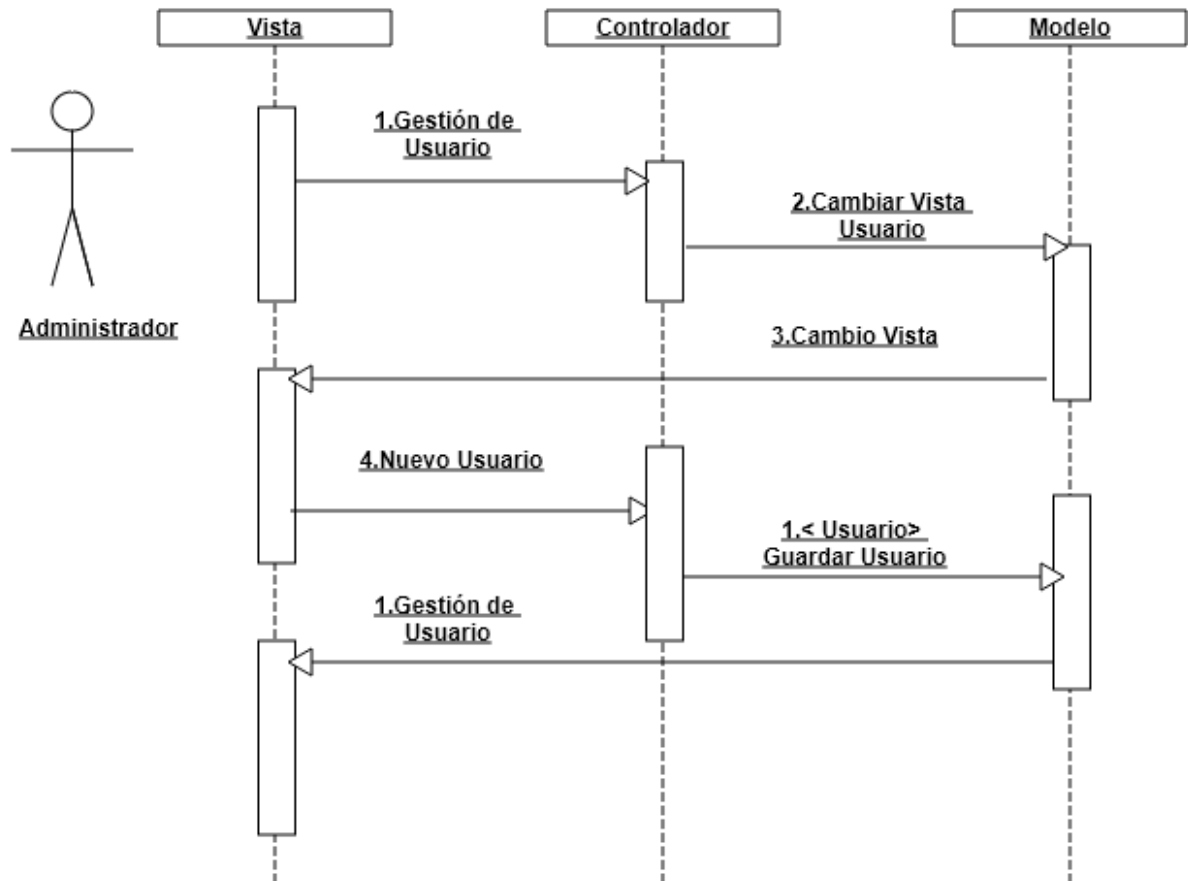 Vista
Controlador
Modelo
1.Gestión de
Usuario
2.Cambiar Vista
Usuario
Administrador
3.Cambio Vista
4.Nuevo Usuario
1.< Usuario>
Guardar Usuario
1.Gestión de
Usuario